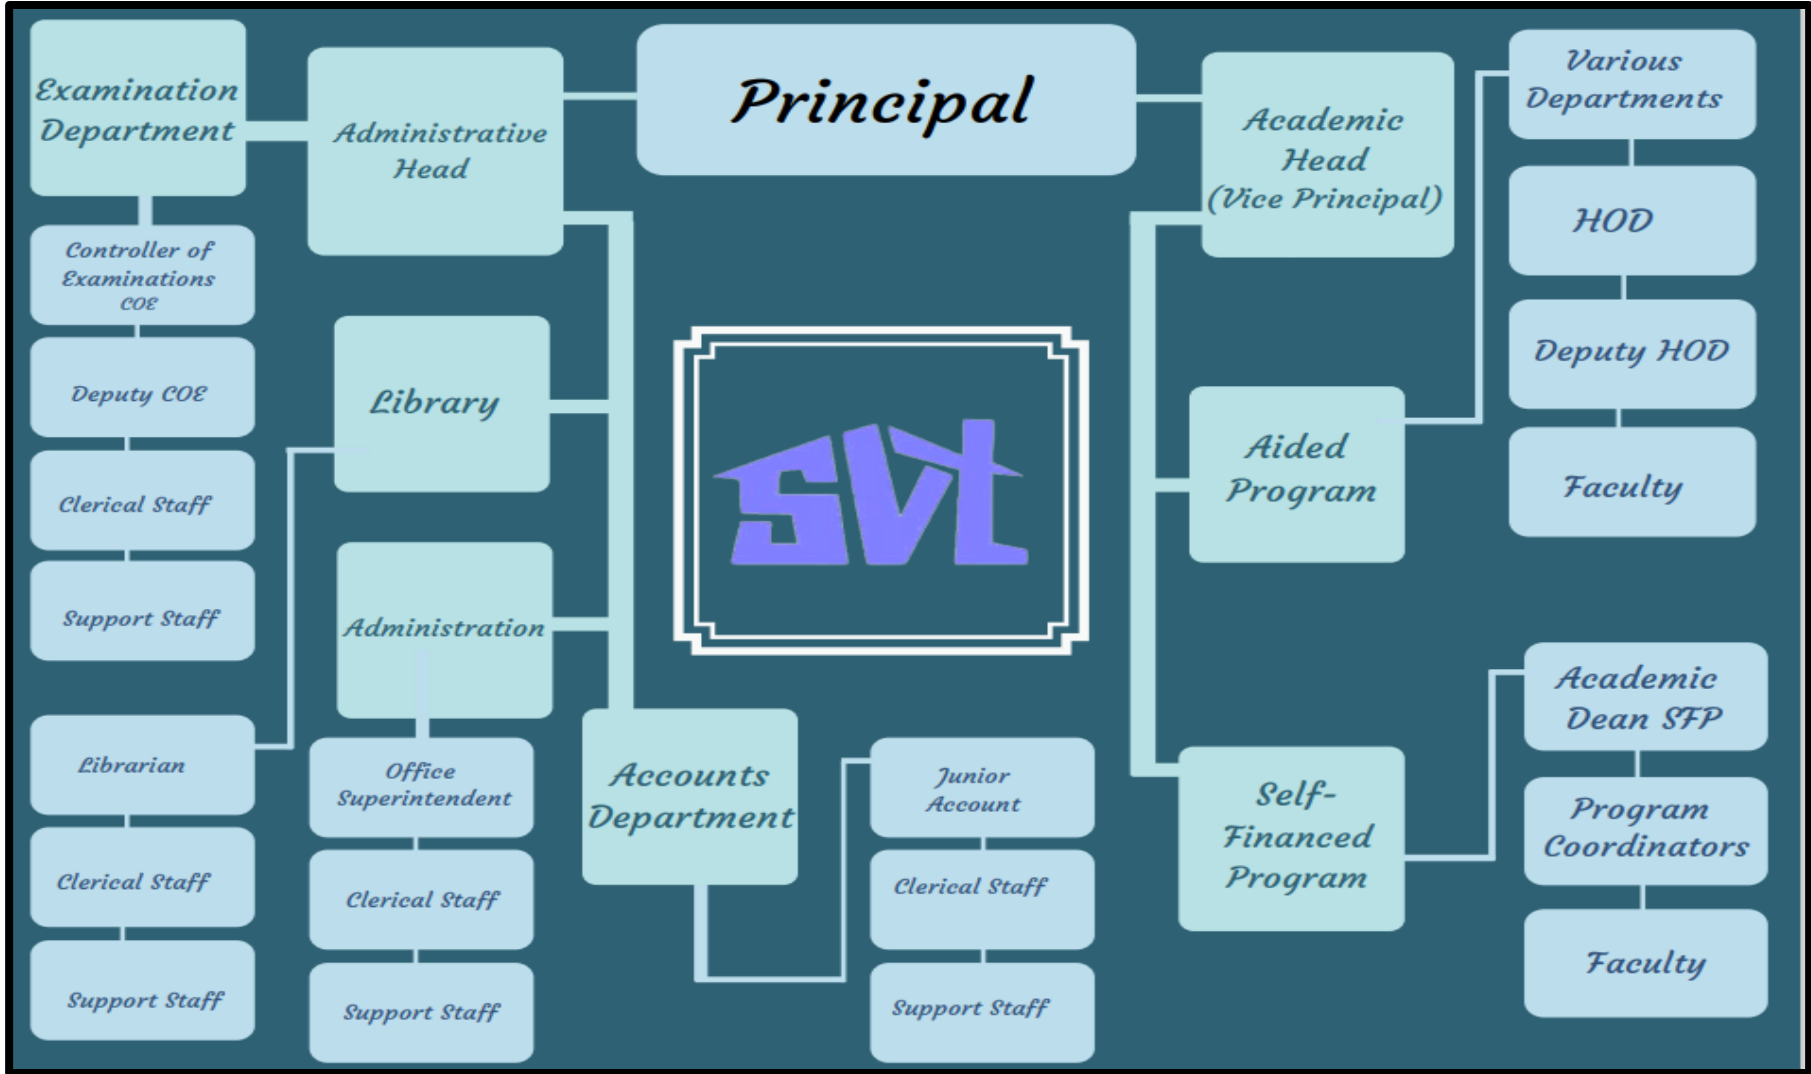 Principal
Administrative
Head
Examination
Department
Controller of
Examinations
COE
Deputy COE
Clerical Staff
Support Staff
Library
Librarian
Clerical Staff
Support Staff
Administration
Office
Superintendent
Clerical Staff
Support Staff
Accounts
Department
Junior
Account
Clerical Staff
Support Staff
svt
Academic
Head
(Vice Principal)
Aided
Program
Various
Departments
HOD
Deputy HOD
Faculty
Self-
Financed
Program
Academic
Dean SFP
Program
Coordinators
Faculty